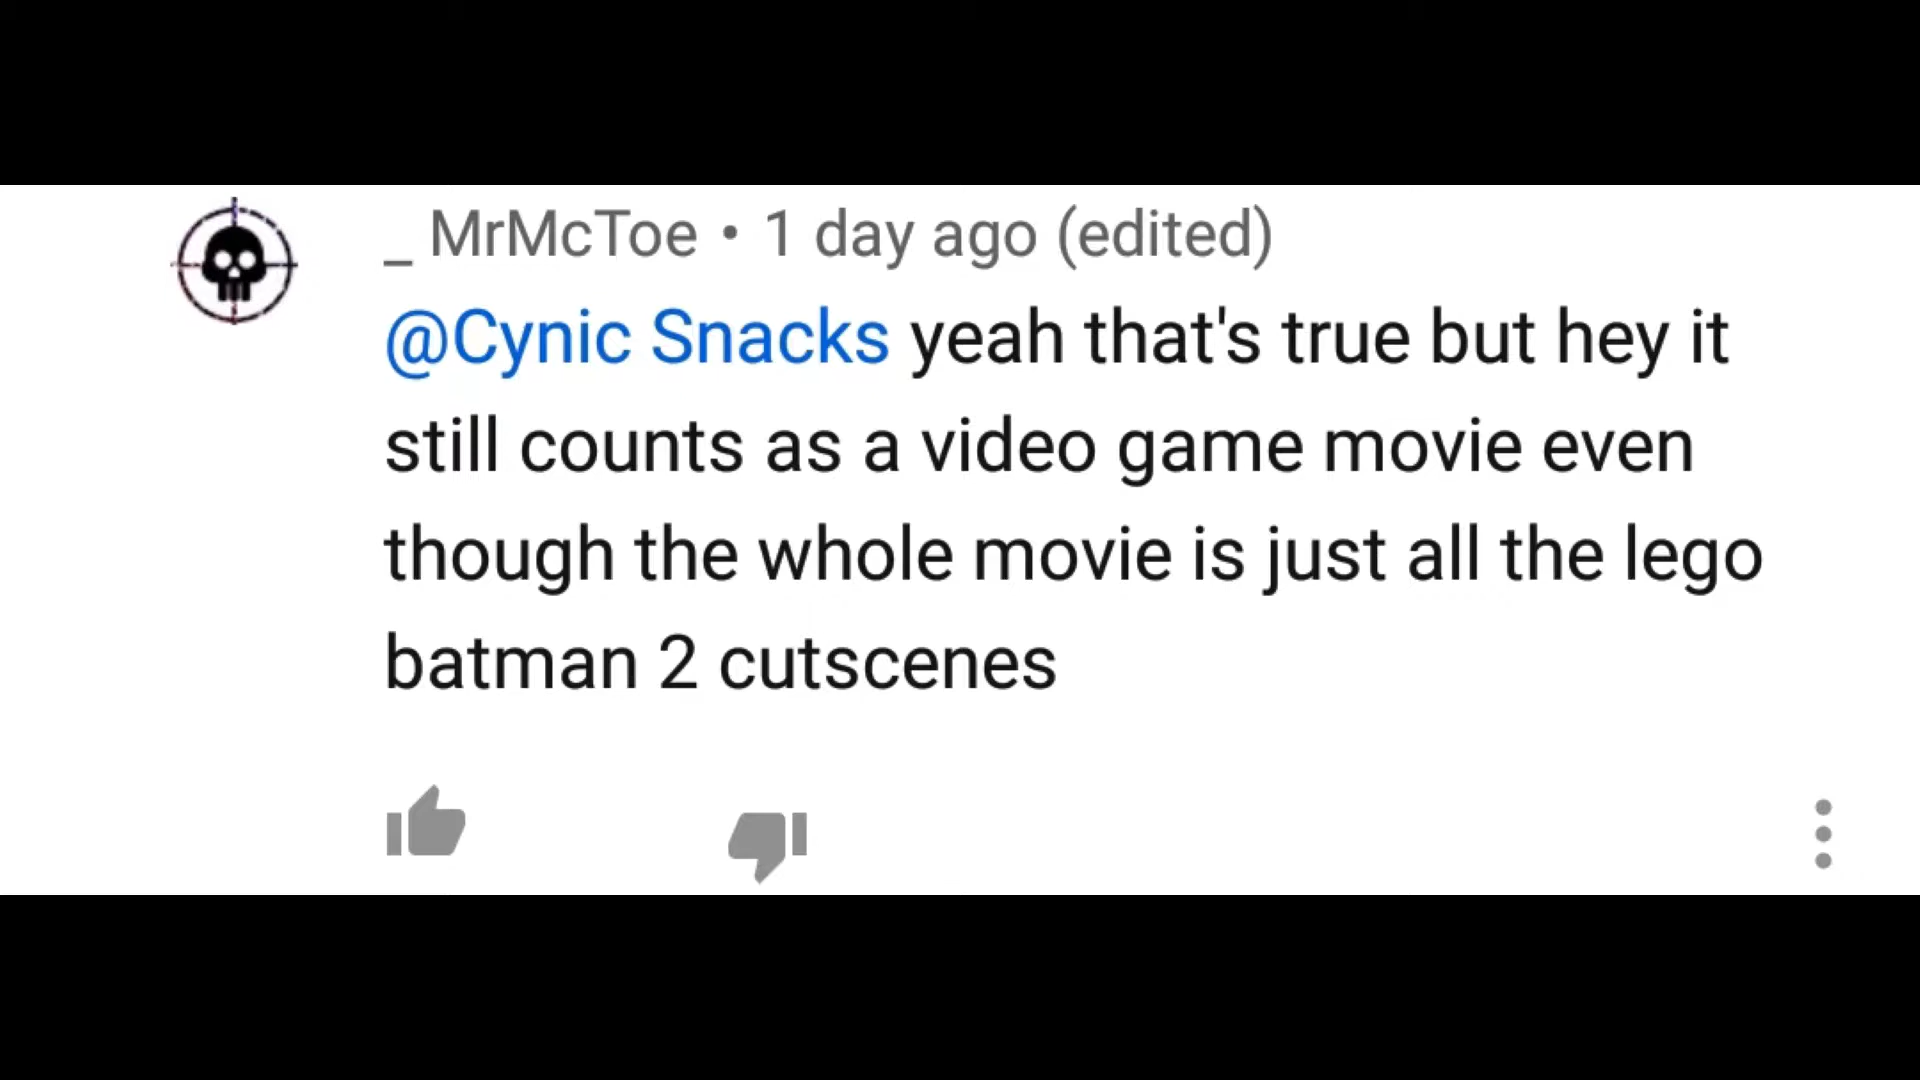 _ MrMcToe • 1 day ago (edited)
@Cynic Snacks yeah that's true but hey it
still counts as a video game movie even
though the whole movie is just all the lego
batman 2 cutscenes